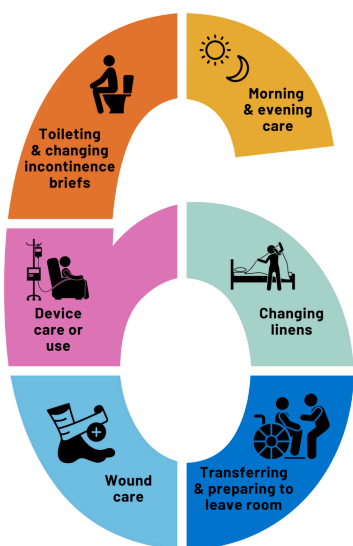 Morning
& evening
care
Toileting
& changing
incontinence
briefs
Device
care or
use
Changing
linens
Wound
care
Transferring
& preparing to
leave room